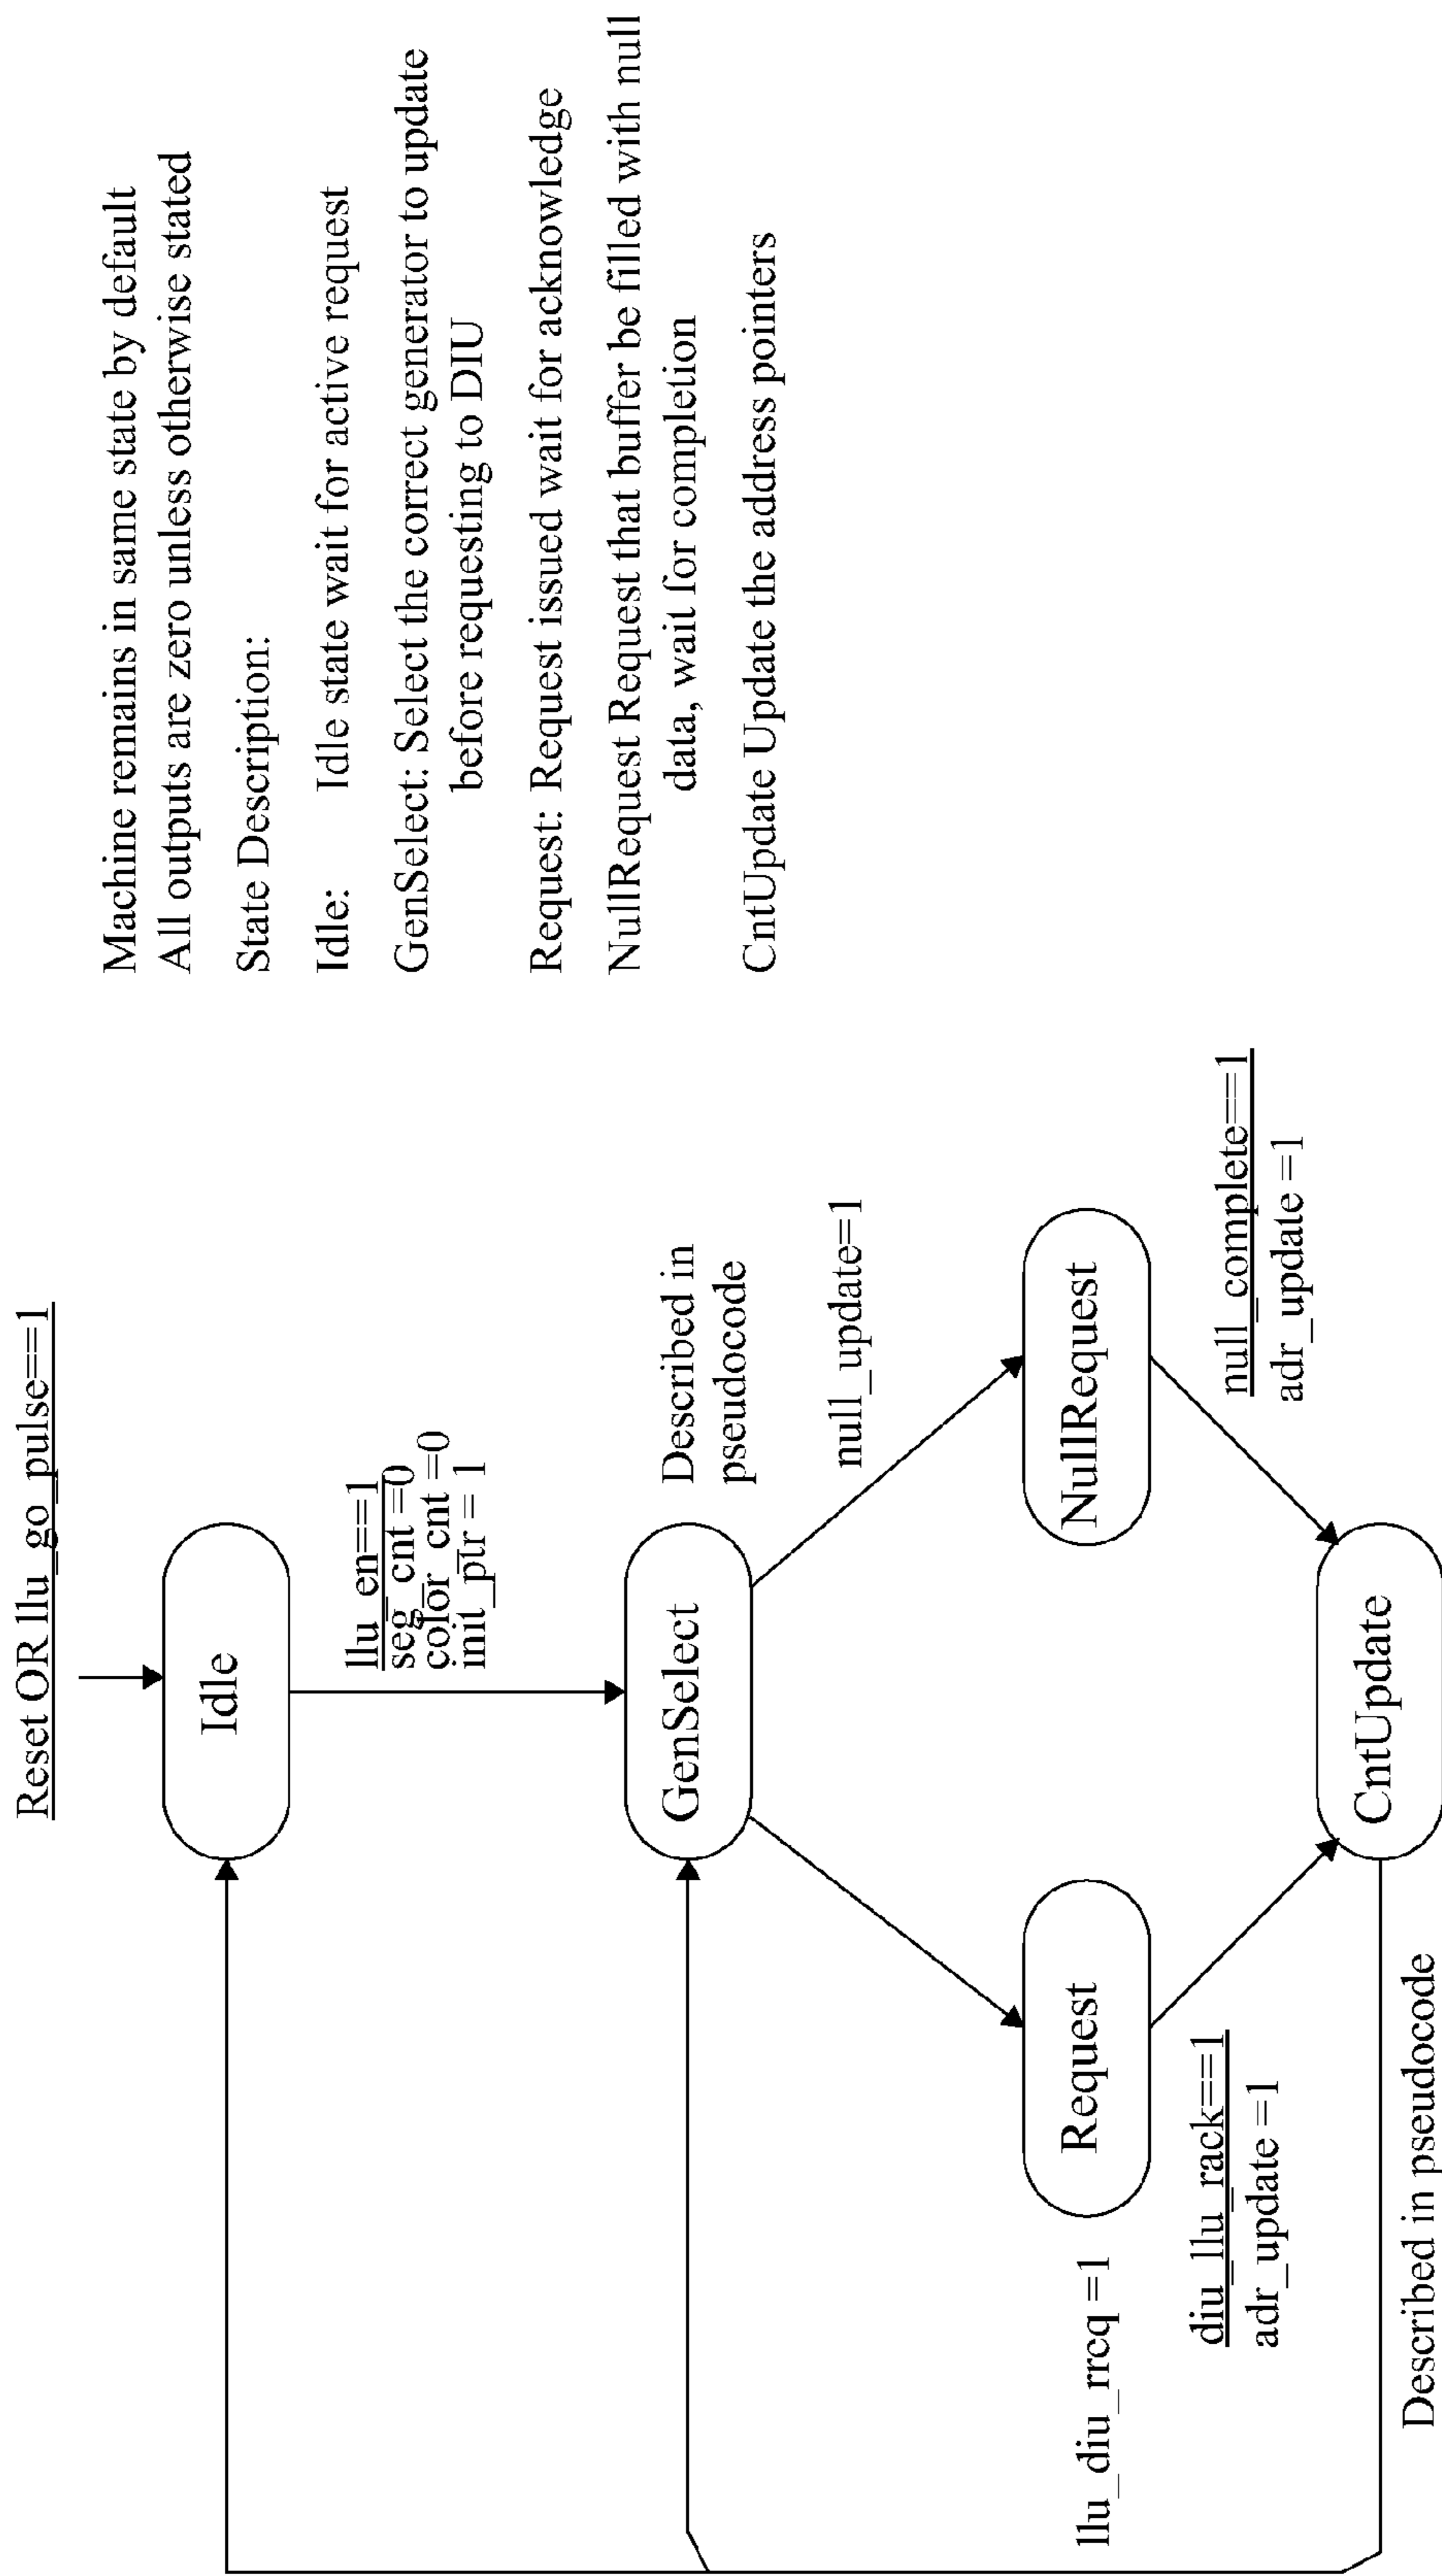 Reset OR llu_go_pulse==1
Idle
llu_en==1
seg_cnt =0
color_cnt =0
init_ptr = 1
GenSelect
Described in
pseudocode
null_update=1
Request
NullRequest
llu_diu_rreq =1
diu_llu_rack==1
adr_update =1
null_complete==1
adr_update =1
CntUpdate
Described in pseudocode
Machine remains in same state by default
All outputs are zero unless otherwise stated
State Description:
Idle: Idle state wait for active request
GenSelect: Select the correct generator to update
before requesting to DIU
Request: Request issued wait for acknowledge
NullRequest Request that buffer be filled with null
data, wait for completion
CntUpdate Update the address pointers